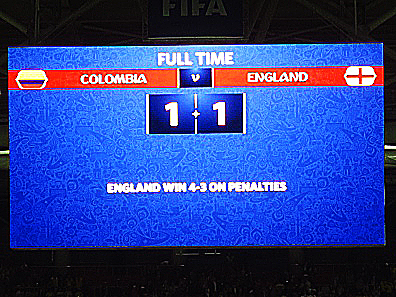 FIFA
FULL TIME
COLOMBIA V ENGLAND
1 - 1
ENGLAND WIN 4-3 ON PENALTIES